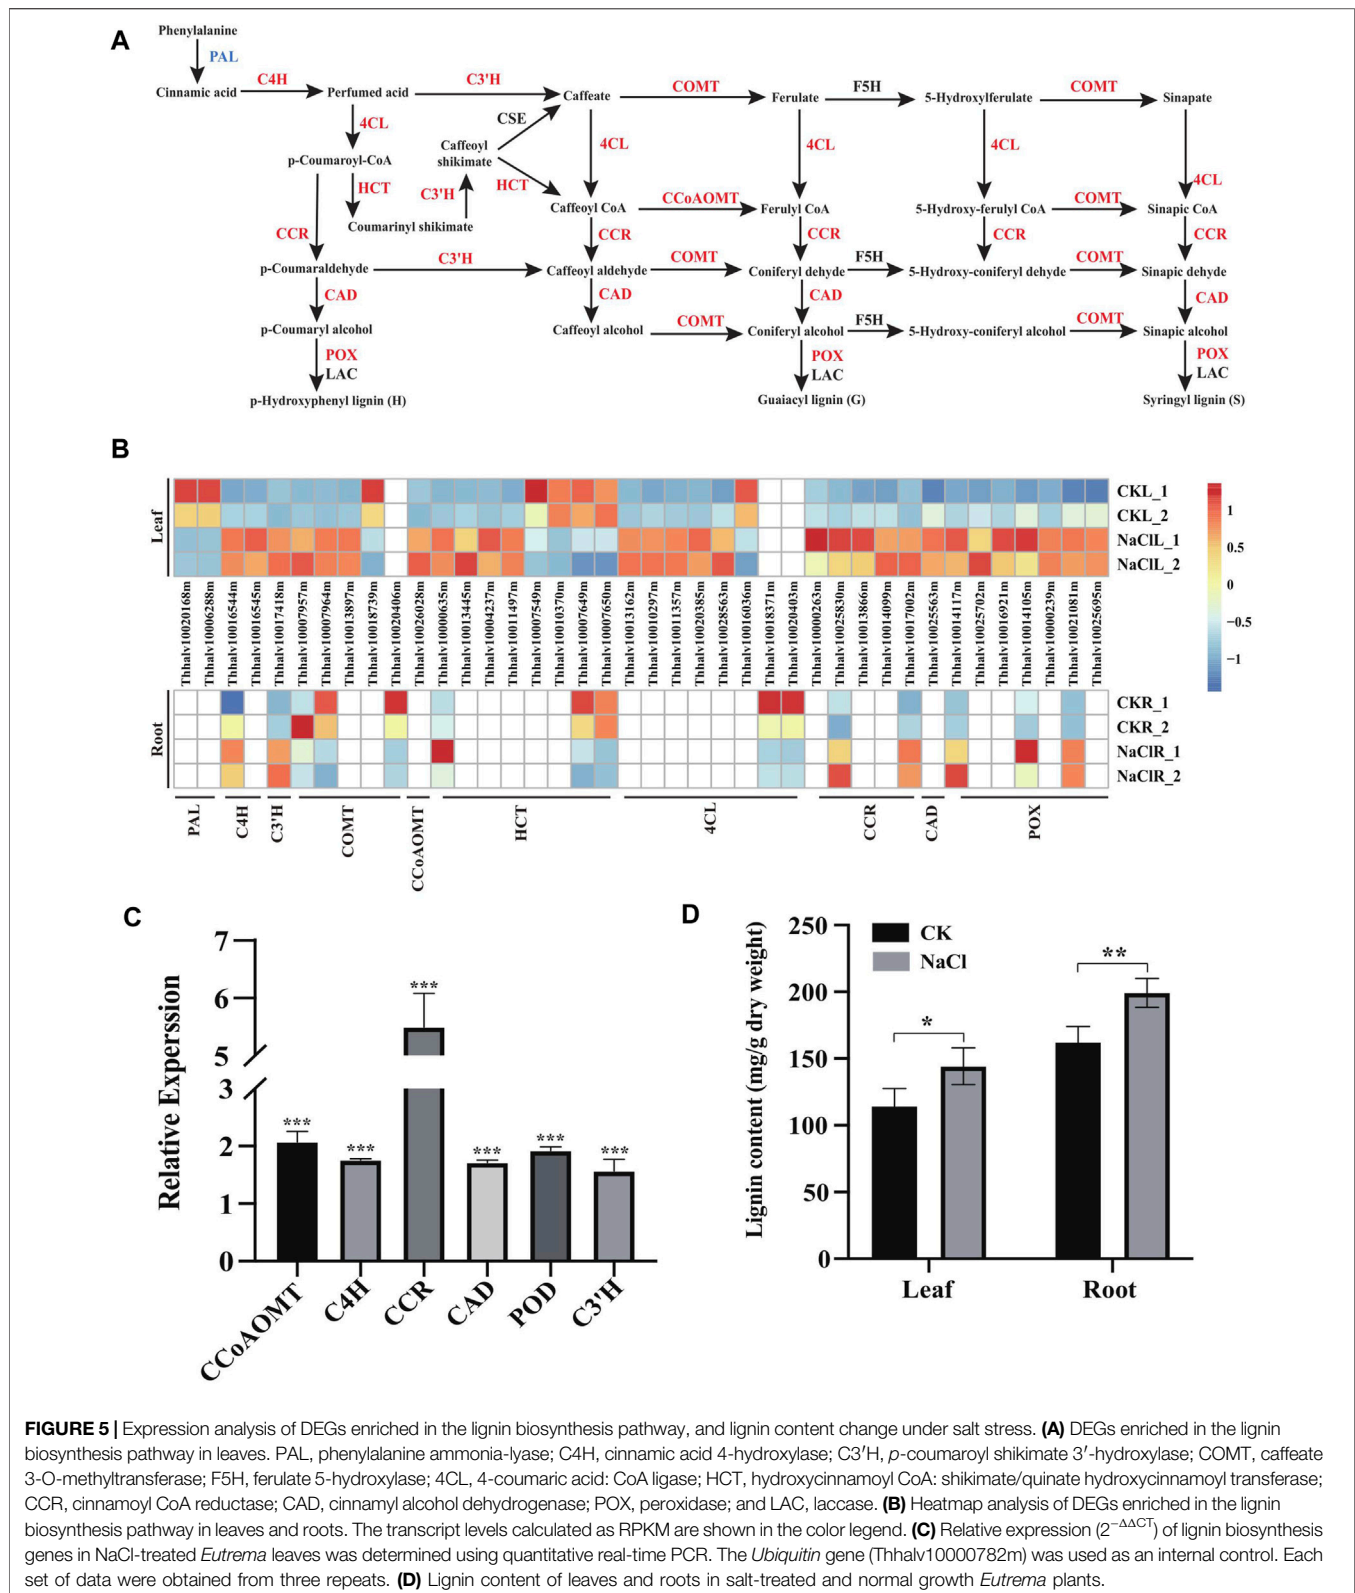 A
Phenylalanine
PAL
Cinnamic acid
C4H
Perfumed acid
C3'H
Caffeate
COMT
Ferulate
F5H
5-Hydroxylferulate
COMT
Sinapate
4CL
CSE
Caffeoyl
shikimate
4CL
4CL
4CL
4CL
p-Coumaroyl-CoA
HCT
C3'H
HCT
Coumarinyl shikimate
Caffeoyl CoA
CCoAOMT
Ferulyl CoA
5-Hydroxy-ferulyl CoA
COMT
Sinapic CoA
CCR
CCR
CCR
CCR
CCR
p-Coumaraldehyde
C3'H
Caffeoyl aldehyde
COMT
Coniferyl dehyde
F5H
5-Hydroxy-coniferyl dehyde
COMT
Sinapic dehyde
CAD
CAD
CAD
CAD
p-Coumaryl alcohol
Caffeoyl alcohol
COMT
Coniferyl alcohol
F5H
5-Hydroxy-coniferyl alcohol
COMT
Sinapic alcohol
POX
LAC
POX
LAC
POX
LAC
p-Hydroxyphenyl lignin (H)
Guaiacyl lignin (G)
Syringyl lignin (S)
B
Leaf
CKL_1
CKL_2
NaClL_1
NaClL_2
1
0.5
0
−0.5
−1
Thhalv10020168m
Thhalv10006288m
Thhalv10016544m
Thhalv10016545m
Thhalv10017418m
Thhalv10007957m
Thhalv10007964m
Thhalv10013897m
Thhalv10018739m
Thhalv10020406m
Thhalv10026028m
Thhalv10000635m
Thhalv10013445m
Thhalv10004237m
Thhalv10011497m
Thhalv10007549m
Thhalv10010370m
Thhalv10007649m
Thhalv10007650m
Thhalv10013162m
Thhalv10010297m
Thhalv10011357m
Thhalv10020385m
Thhalv10028563m
Thhalv10016036m
Thhalv10018371m
Thhalv10020403m
Thhalv10000263m
Thhalv10025830m
Thhalv10013866m
Thhalv10014099m
Thhalv10017002m
Thhalv10025563m
Thhalv10014117m
Thhalv10025702m
Thhalv10016921m
Thhalv10014105m
Thhalv10000239m
Thhalv10021081m
Thhalv10025695m
Root
CKR_1
CKR_2
NaClR_1
NaClR_2
PAL
C4H
C3'H
COMT
CCoAOMT
HCT
4CL
CCR
CAD
POX
C
Relative Experssion
7
6
5
3
2
1
0
***
***
***
***
***
***
CCoAOMT
C4H
CCR
CAD
POD
C3'H
D
Lignin content (mg/g dry weight)
250
200
150
100
50
0
CK
NaCl
*
**
Leaf
Root
FIGURE 5 | Expression analysis of DEGs enriched in the lignin biosynthesis pathway, and lignin content change under salt stress. (A) DEGs enriched in the lignin
biosynthesis pathway in leaves. PAL, phenylalanine ammonia-lyase; C4H, cinnamic acid 4-hydroxylase; C3′H, p-coumaroyl shikimate 3′-hydroxylase; COMT, caffeate
3-O-methyltransferase; F5H, ferulate 5-hydroxylase; 4CL, 4-coumaric acid: CoA ligase; HCT, hydroxycinnamoyl CoA: shikimate/quinate hydroxycinnamoyl transferase;
CCR, cinnamoyl CoA reductase; CAD, cinnamyl alcohol dehydrogenase; POX, peroxidase; and LAC, laccase. (B) Heatmap analysis of DEGs enriched in the lignin
biosynthesis pathway in leaves and roots. The transcript levels calculated as RPKM are shown in the color legend. (C) Relative expression (2−ΔΔCT) of lignin biosynthesis
genes in NaCl-treated Eutrema leaves was determined using quantitative real-time PCR. The Ubiquitin gene (Thhalv10000782m) was used as an internal control. Each
set of data were obtained from three repeats. (D) Lignin content of leaves and roots in salt-treated and normal growth Eutrema plants.